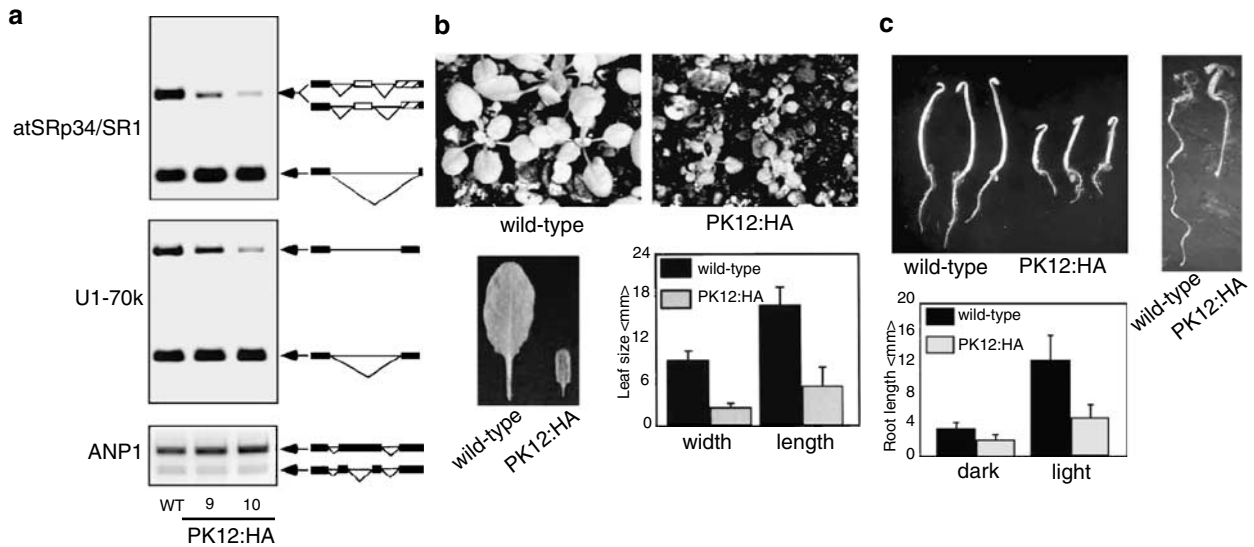 a
atSRp34/SR1
U1-70k
ANP1
WT
9
10
PK12:HA
b
wild-type
PK12:HA
wild-type
PK12:HA
Leaf size <mm>
24
18
12
6
0
wild-type
PK12:HA
width
length
c
wild-type
PK12:HA
wild-type
PK12:HA
Root length <mm>
20
16
12
8
4
0
wild-type
PK12:HA
dark
light